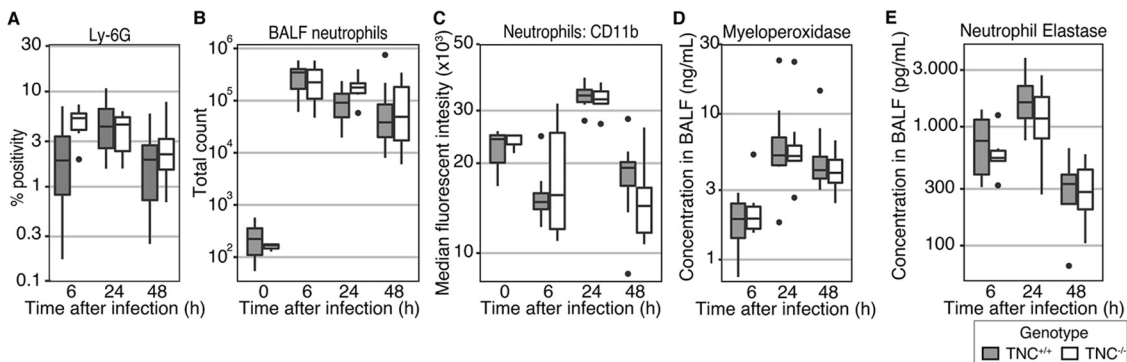 A
Ly-6G
% positivity
30
10
3
1
0.3
0.1
6 24 48
Time after infection (h)
B
BALF neutrophils
Total count
10⁶
10⁵
10⁴
10³
10²
0 6 24 48
Time after infection (h)
C
Neutrophils: CD11b
Median fluorescent intesity (x10³)
50
30
20
10
0 6 24 48
Time after infection (h)
D
Myeloperoxidase
Concentration in BALF (ng/mL)
30
10
3
1
6 24 48
Time after infection (h)
E
Neutrophil Elastase
Concentration in BALF (pg/mL)
3.000
1.000
300
100
6 24 48
Time after infection (h)
Genotype
TNC⁺/⁺ TNC⁻/⁻